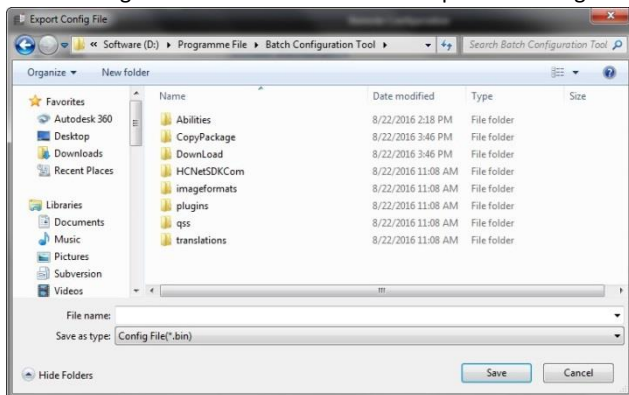 Export Config File
« Software (D:) ▸ Programme File ▸ Batch Configuration Tool ▸
Search Batch Configuration Tool
Organize ▾ New folder
Favorites
Autodesk 360
Desktop
Downloads
Recent Places
Libraries
Documents
Music
Pictures
Subversion
Videos
Name Date modified Type Size
Abilities 8/22/2016 2:18 PM File folder
CopyPackage 8/22/2016 3:46 PM File folder
DownLoad 8/22/2016 3:46 PM File folder
HCNetSDKCom 8/22/2016 11:08 AM File folder
imageformats 8/22/2016 11:08 AM File folder
plugins 8/22/2016 11:08 AM File folder
qss 8/22/2016 11:08 AM File folder
translations 8/22/2016 11:08 AM File folder
File name:
Save as type: Config File(*.bin)
Hide Folders
Save Cancel